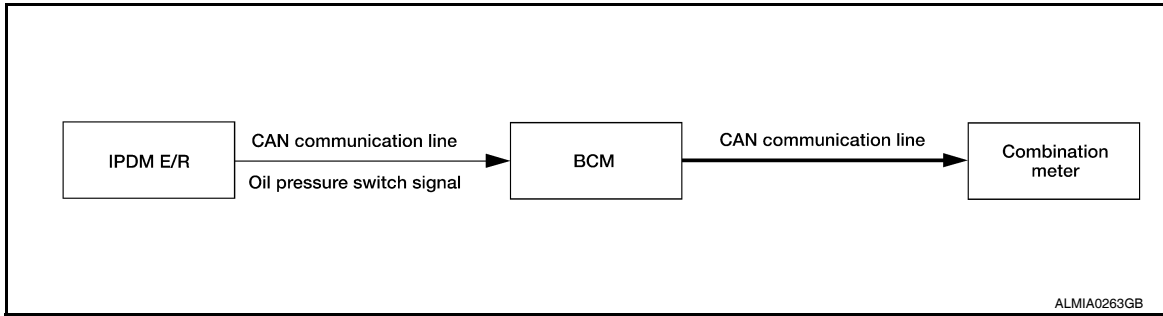 IPDM E/R
CAN communication line
Oil pressure switch signal
BCM
CAN communication line
Combination
meter
ALMIA0263GB